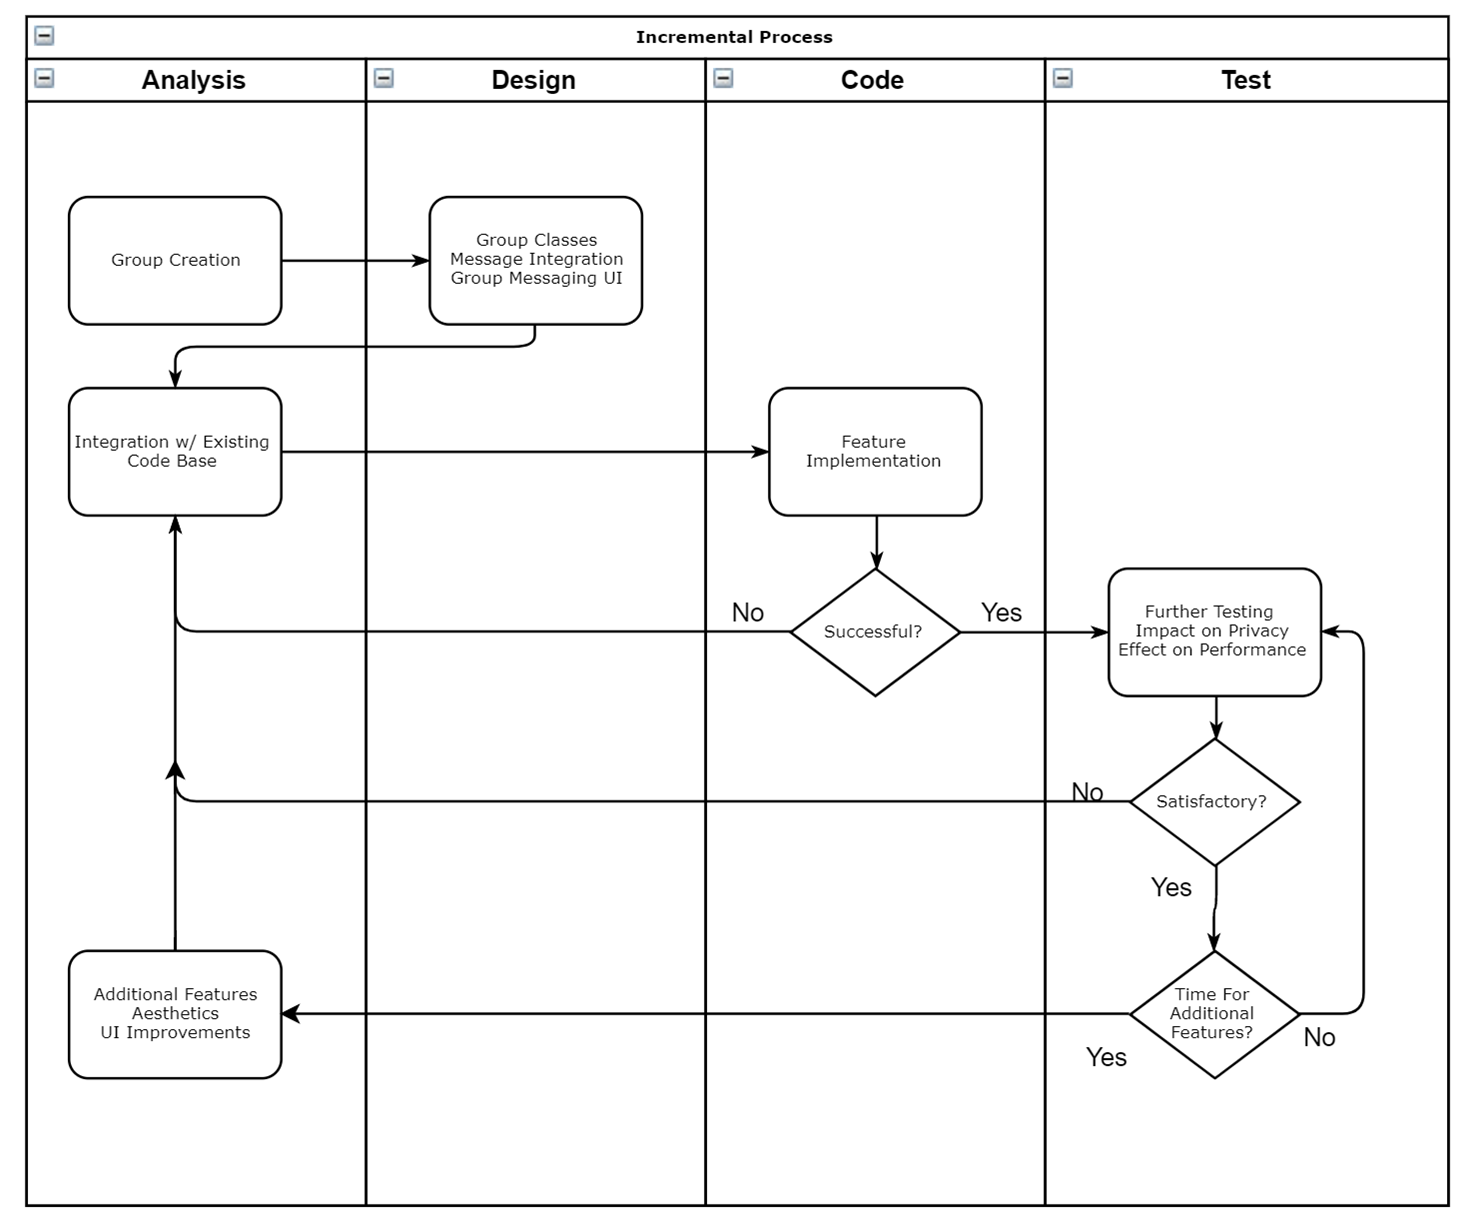 Incremental Process
Analysis
Design
Code
Test
Group Creation
Group Classes
Message Integration
Group Messaging UI
Integration w/ Existing
Code Base
Feature
Implementation
No
Successful?
Yes
Further Testing
Impact on Privacy
Effect on Performance
No
Satisfactory?
Yes
Additional Features
Aesthetics
UI Improvements
Time For
Additional
Features?
Yes
No